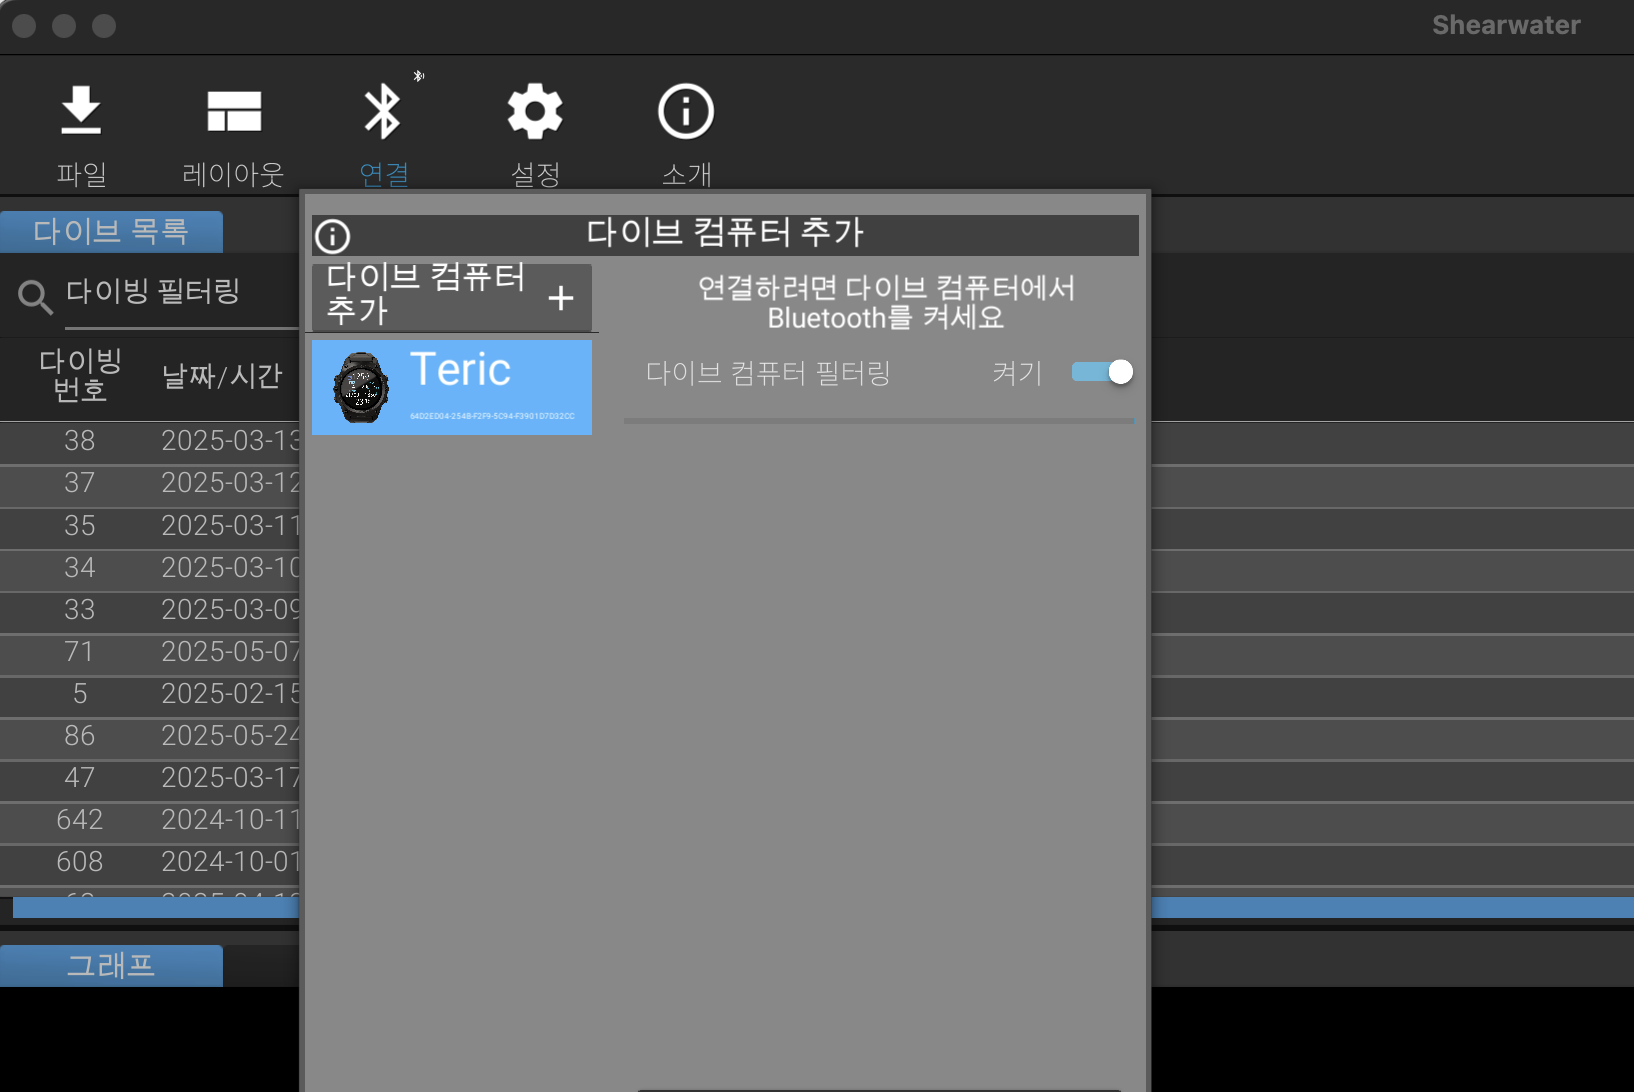 Shearwater
파일
레이아웃
연결
설정
소개
다이브 목록
다이빙 필터링
다이빙
번호
날짜/시간
38 2025-03-13
37 2025-03-12
35 2025-03-11
34 2025-03-10
33 2025-03-09
71 2025-05-07
5 2025-02-15
86 2025-05-24
47 2025-03-17
642 2024-10-11
608 2024-10-01
그래프
다이브 컴퓨터 추가
다이브 컴퓨터
추가
Teric
64D2ED04-254B-F2F9-5C94-F3901D7D32CC
연결하려면 다이브 컴퓨터에서
Bluetooth를 켜세요
다이브 컴퓨터 필터링
켜기